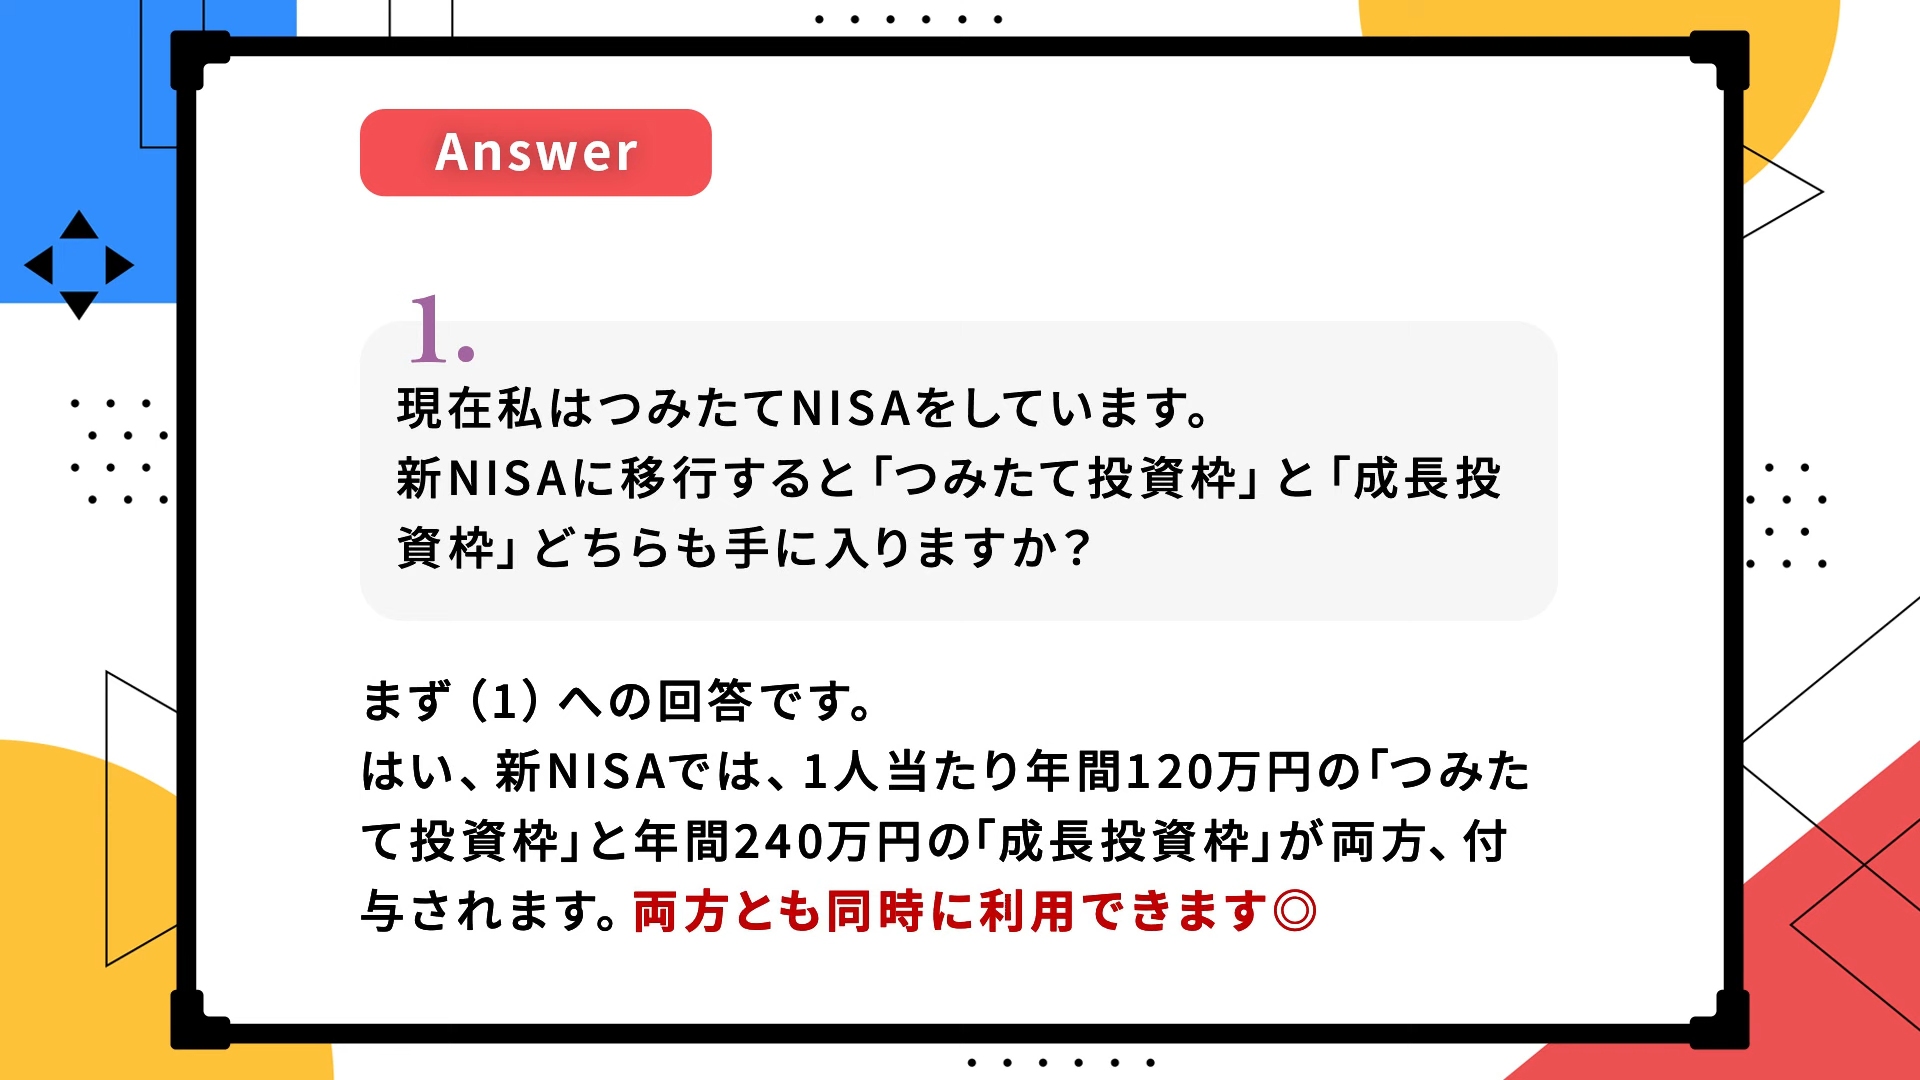 Answer
1.
現在私はつみたてNISAをしています。
新NISAに移行すると「つみたて投資枠」と「成長投
資枠」どちらも手に入りますか？
まず（1）への回答です。
はい、新NISAでは、1人当たり年間120万円の「つみた
て投資枠」と年間240万円の「成長投資枠」が両方、付
与されます。両方とも同時に利用できます◎